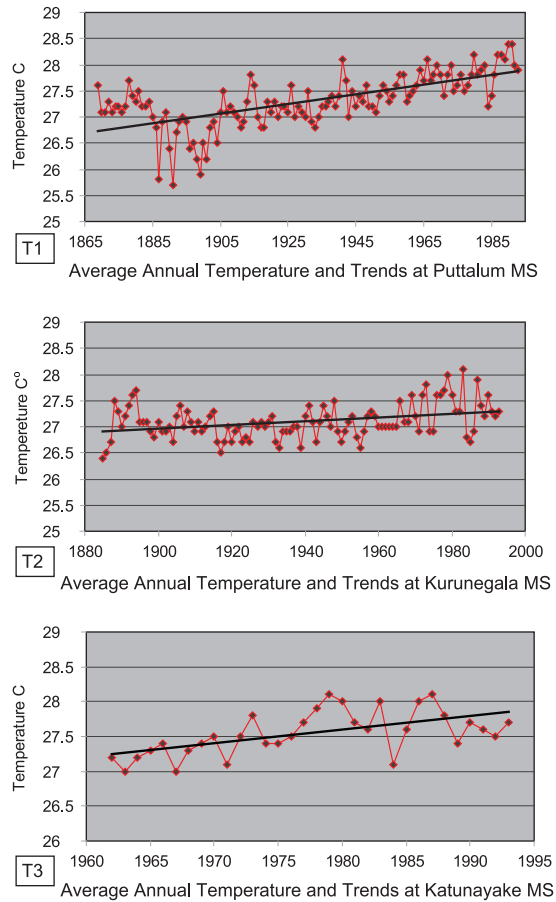 29
28.5
28
27.5
27
26.5
26
25.5
25
Temperature C
T1
1865 1885 1905 1925 1945 1965 1985
Average Annual Temperature and Trends at Puttalum MS
29
28.5
28
27.5
27
26.5
26
25.5
25
Temperature C°
T2
1880 1900 1920 1940 1960 1980 2000
Average Annual Temperature and Trends at Kurunegala MS
29
28.5
28
27.5
27
26.5
26
Temperature C
T3
1960 1965 1970 1975 1980 1985 1990 1995
Average Annual Temperature and Trends at Katunayake MS